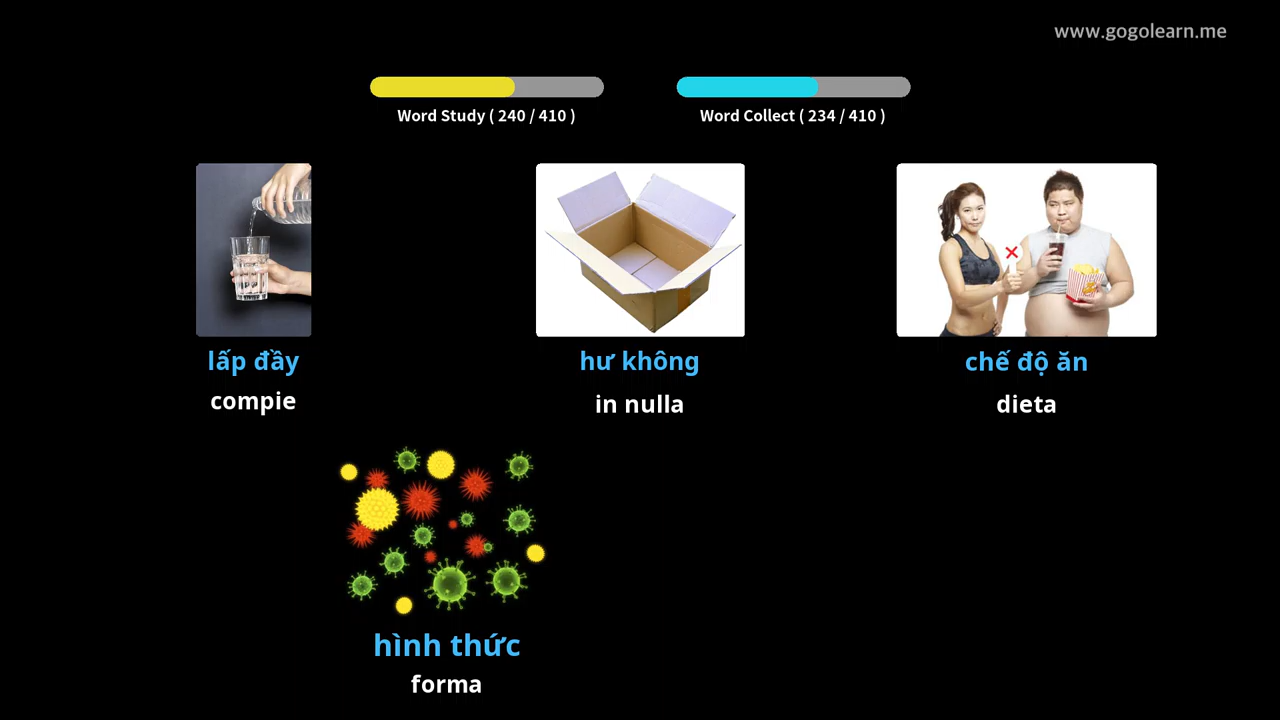 www.gogolearn.me
Word Study ( 240 / 410 )
Word Collect ( 234 / 410 )
lấp đầy
compie
hư không
in nulla
chế độ ăn
dieta
hình thức
forma